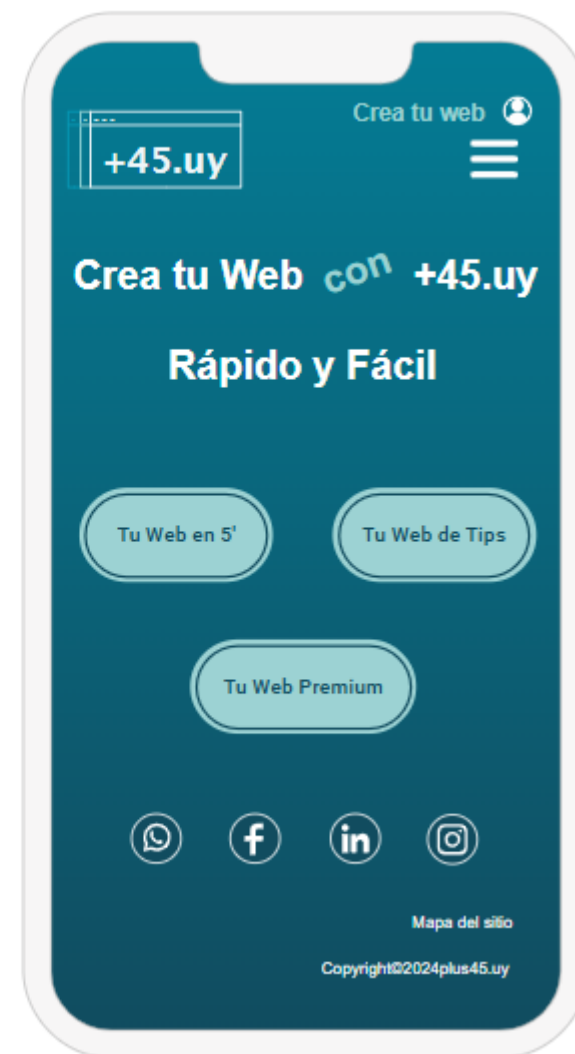 Crea tu web
+45.uy
Crea tu Web con +45.uy
Rápido y Fácil
Tu Web en 5'
Tu Web de Tips
Tu Web Premium
Mapa del sitio
Copyright©2024plus45.uy